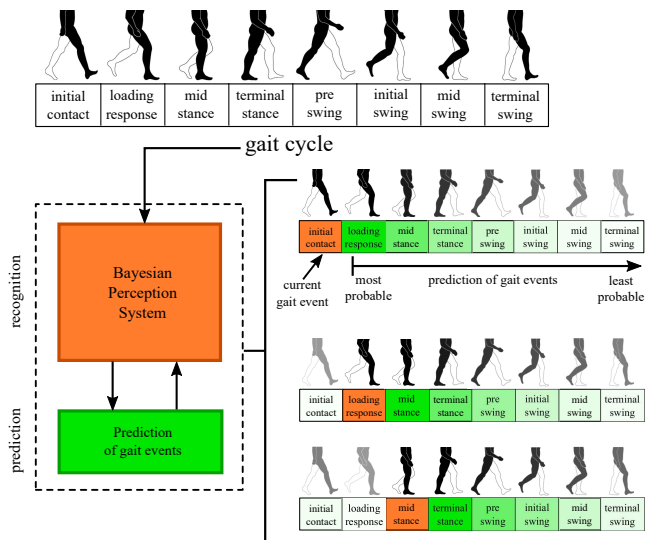 initial loading mid terminal pre initial mid terminal
contact response stance stance swing swing swing swing
gait cycle
recognition
Bayesian
Perception
System
prediction
Prediction
of gait events
initial loading mid terminal pre initial mid swing terminal
contact response stance stance swing swing swing
current
gait event
most
probable
prediction of gait events
least
probable
initial loading mid terminal pre initial mid terminal
contact response stance stance swing swing swing swing
initial loading mid terminal pre initial mid terminal
contact response stance stance swing swing swing swing